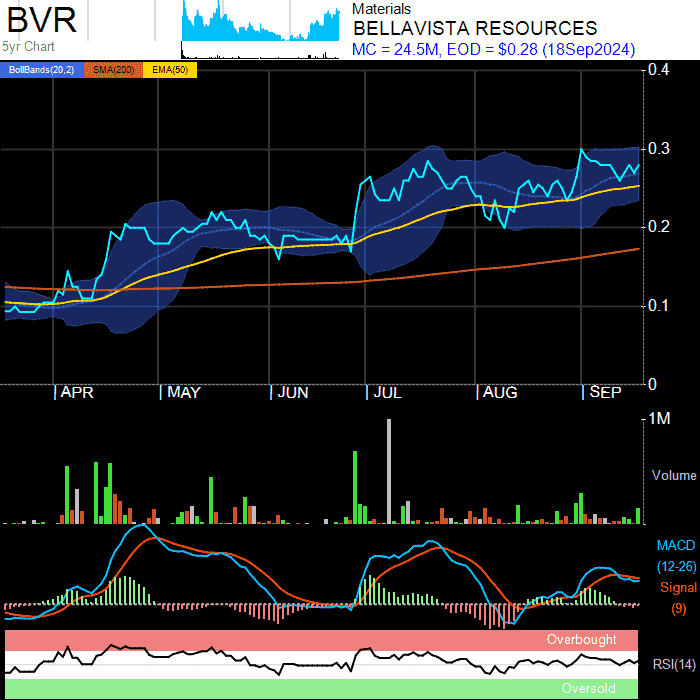 BVR
5yr Chart
Materials
BELLAVISTA RESOURCES
MC = 24.5M, EOD = $0.28 (18Sep2024)
BollBands(20,2) SMA(200) EMA(50)
0.4
0.3
0.2
0.1
0
APR MAY JUN JUL AUG SEP
1M
Volume
MACD
(12-26)
Signal
(9)
Overbought
RSI(14)
Oversold